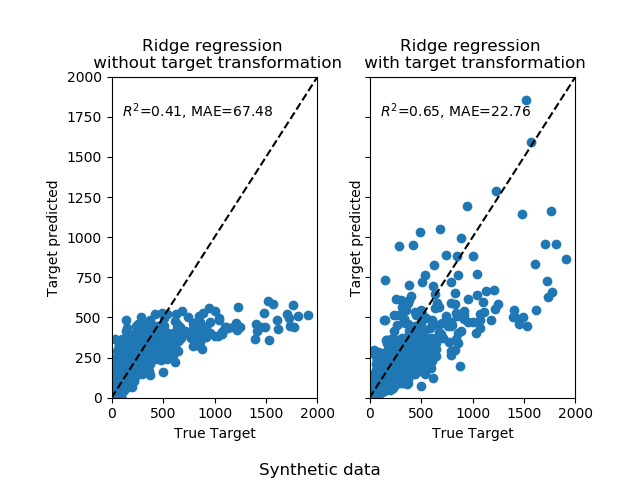 Ridge regression
without target transformation
Ridge regression
with target transformation
R²=0.41, MAE=67.48
R²=0.65, MAE=22.76
Target predicted
2000
1750
1500
1250
1000
750
500
250
0
0
500
1000
1500
2000
True Target
Target predicted
0
500
1000
1500
2000
True Target
Synthetic data